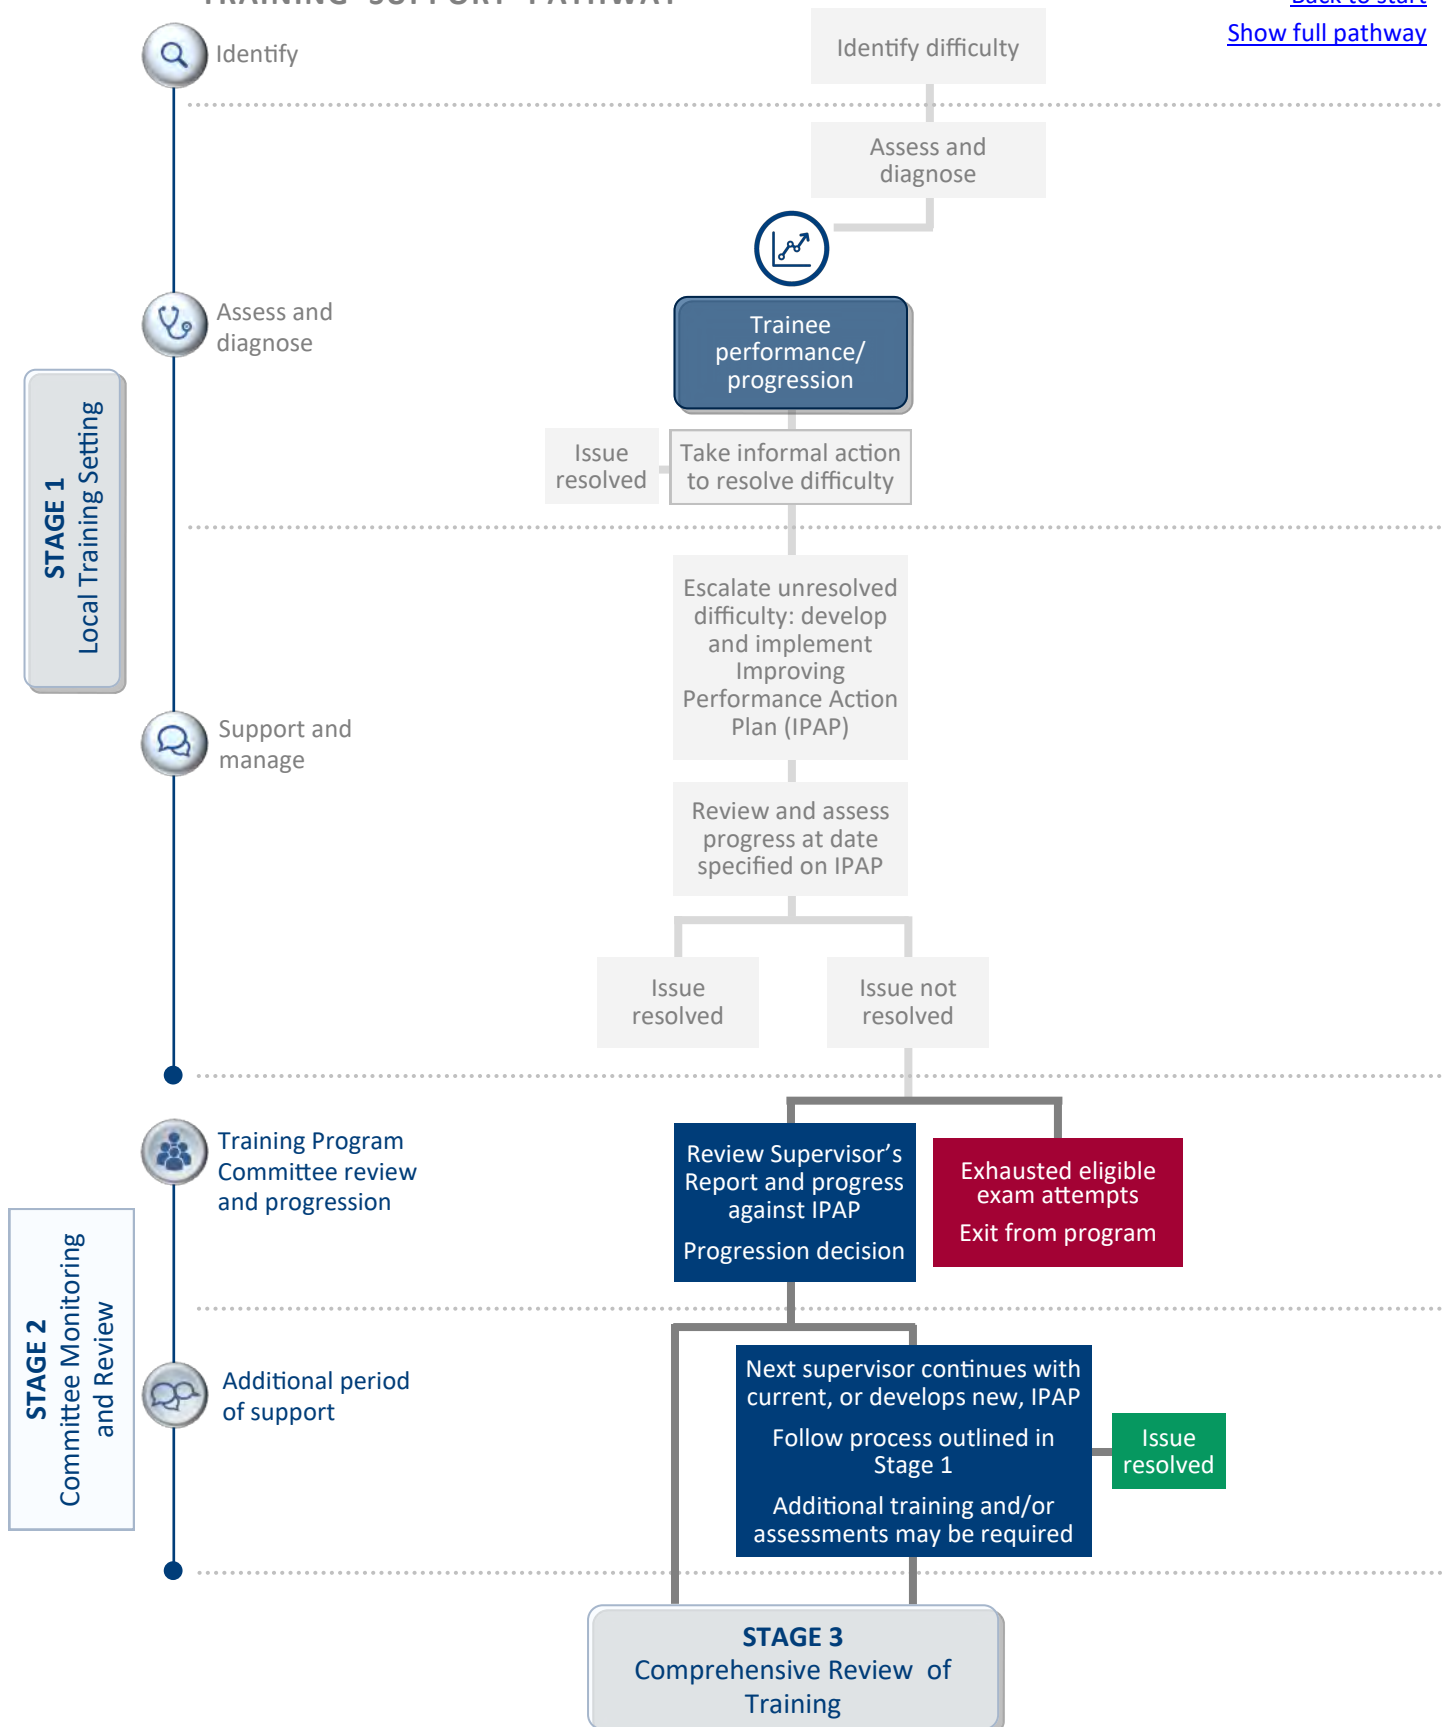 TRAINING SUPPORT PATHWAY
Back to start
Show full pathway
Identify
Identify difficulty
Assess and
diagnose
Assess and
diagnose
Trainee
performance/
progression
Issue
resolved
Take informal action
to resolve difficulty
STAGE 1
Local Training Setting
Escalate unresolved
difficulty: develop
and implement
Improving
Performance Action
Plan (IPAP)
Support and
manage
Review and assess
progress at date
specified on IPAP
Issue
resolved
Issue not
resolved
Training Program
Committee review
and progression
Review Supervisor’s
Report and progress
against IPAP
Progression decision
Exhausted eligible
exam attempts
Exit from program
STAGE 2
Committee Monitoring
and Review
Additional period
of support
Next supervisor continues with
current, or develops new, IPAP
Follow process outlined in
Stage 1
Additional training and/or
assessments may be required
Issue
resolved
STAGE 3
Comprehensive Review of
Training